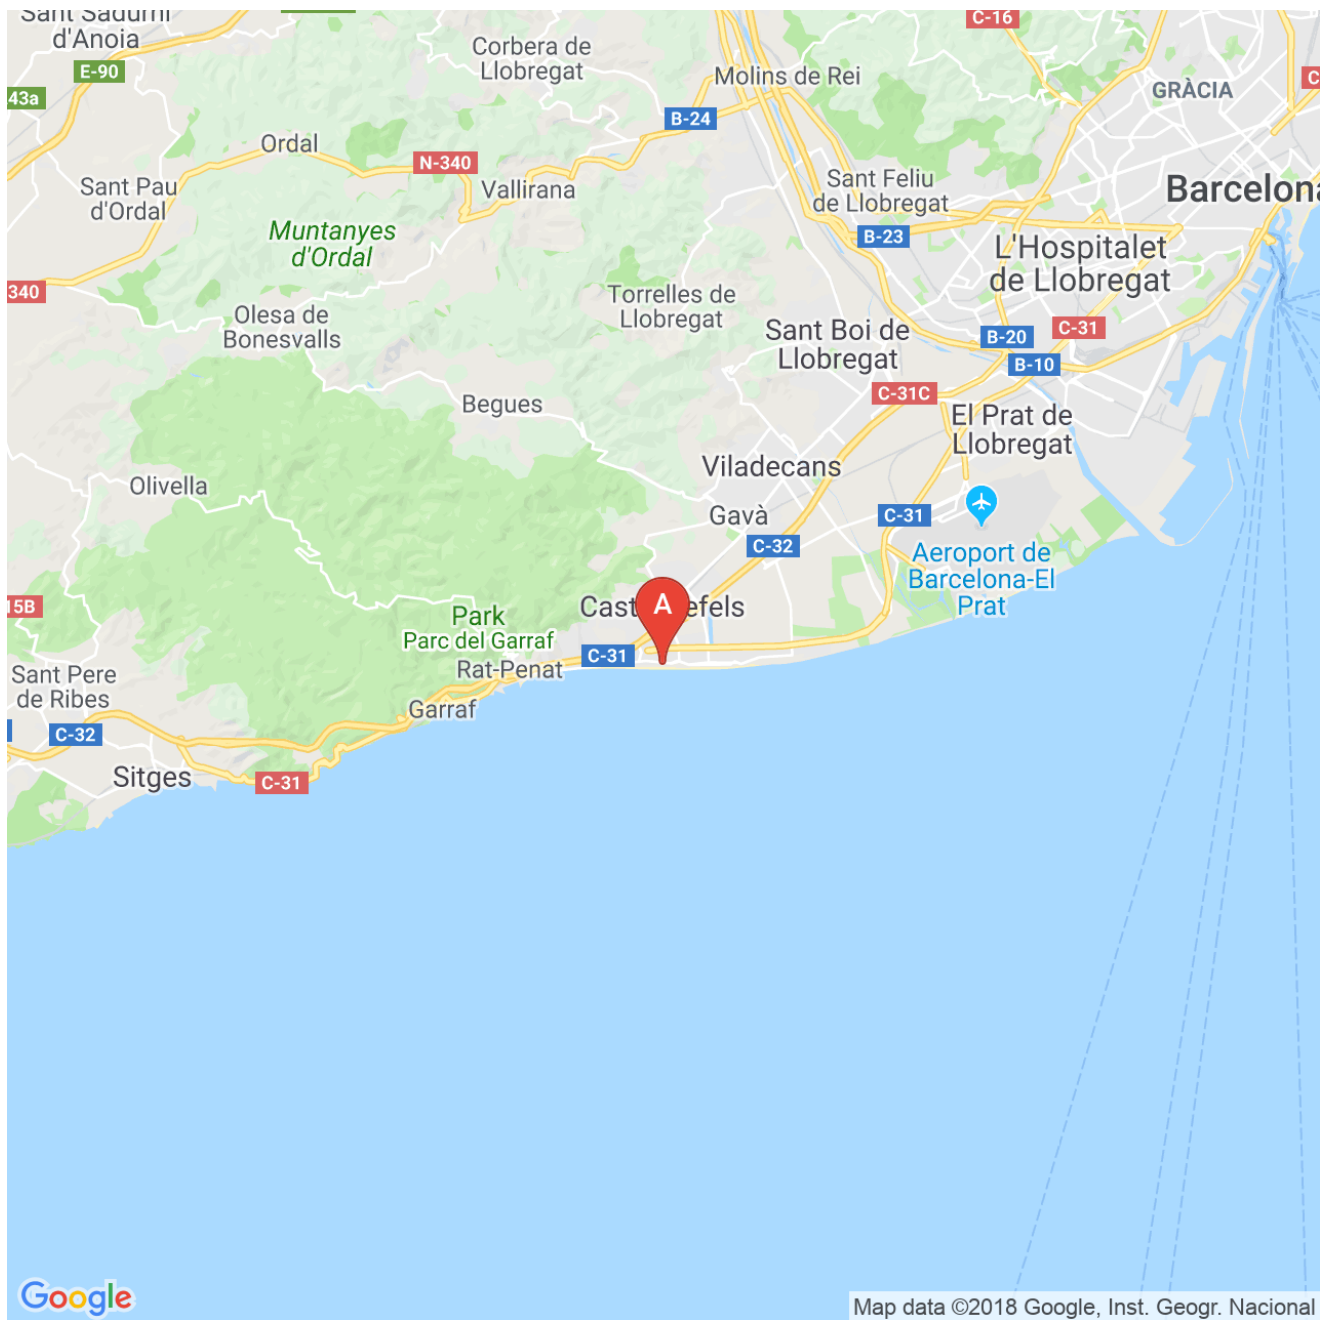 Sant Sadurní
d'Anoia
C-16
Corbera de
Llobregat
E-90
Molins de Rei
GRÀCIA
C
43a
B-24
Ordal
N-340
Vallirana
Sant Pau
d'Ordal
Sant Feliu
de Llobregat
Barcelona
Muntanyes
d'Ordal
B-23
L'Hospitalet
de Llobregat
340
Torrelles de
Llobregat
Olesa de
Bonesvalls
Sant Boi de
Llobregat
C-31
B-20
B-10
C-31C
Begues
El Prat de
Llobregat
Viladecans
Olivella
Gavà
C-31
C-32
Aeroport de
Barcelona-El
Prat
15B
A
Park
Parc del Garraf
C-31
Rat-Penat
Sant Pere
de Ribes
Garraf
C-32
Sitges
C-31
Google
Map data ©2018 Google, Inst. Geogr. Nacional